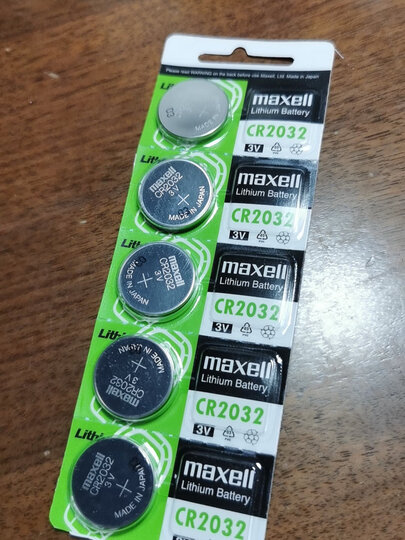 Please read WARNING on the back before use Maxell, Ltd. Made in Japan
maxell
Lithium Battery
CR2032
3V
MADE IN
maxell
Lithium Battery
CR2032
3V
maxell
CR2032
3V
+
MADE IN JAPAN
maxell
Lithium Battery
CR2032
3V
maxell
CR2032
3V
+
MADE IN JAPAN
maxell
Lithium Battery
CR2032
3V
maxell
CR2032
3V
+
MADE IN JAPAN
maxell
Lithium Battery
CR2032
maxell
CR2032
3V
+
MADE IN JAPAN